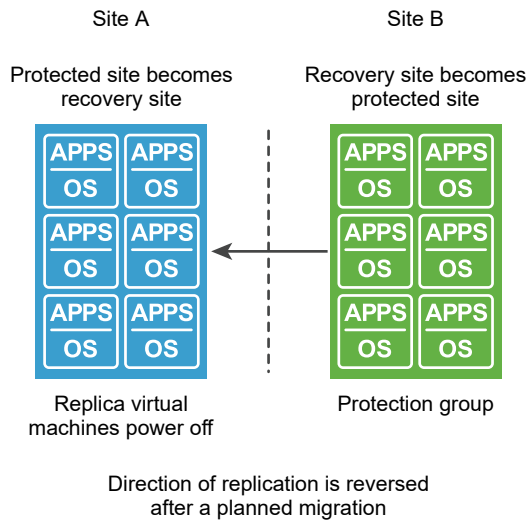 Site A
Site B
Protected site becomes
recovery site
Recovery site becomes
protected site
APPS
OS
APPS
OS
APPS
OS
APPS
OS
APPS
OS
APPS
OS
APPS
OS
APPS
OS
APPS
OS
APPS
OS
APPS
OS
APPS
OS
Replica virtual
machines power off
Protection group
Direction of replication is reversed
after a planned migration